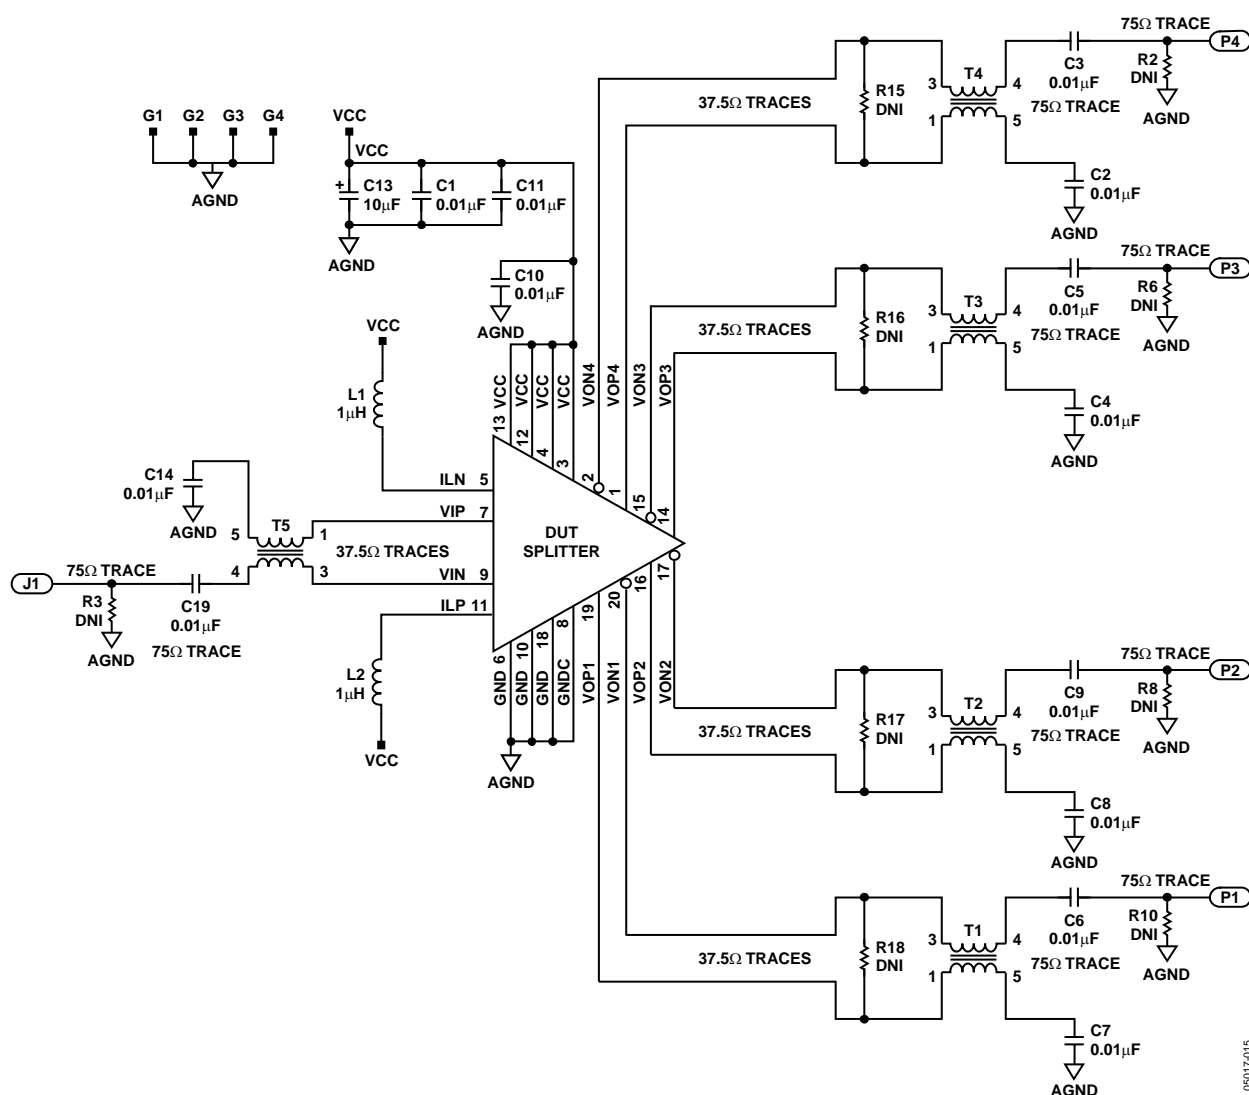 75Ω TRACE
P4
C3
0.01μF
R2
DNI
AGND
T4
3
4
1
5
R15
DNI
37.5Ω TRACES
75Ω TRACE
C2
0.01μF
AGND
G1 G2 G3 G4
AGND
VCC
VCC
C13
10μF
+
C1
0.01μF
C11
0.01μF
AGND
C10
0.01μF
AGND
75Ω TRACE
P3
C5
0.01μF
R6
DNI
AGND
T3
3
4
1
5
R16
DNI
37.5Ω TRACES
75Ω TRACE
C4
0.01μF
AGND
VCC
L1
1μH
13 VCC
12 VCC
4 VCC
3 VCC
2 VON4
1 VOP4
15 VON3
14 VOP3
C14
0.01μF
AGND
ILN 5
VIP 7
VIN 9
ILP 11
DUT
SPLITTER
T5
5
1
4
3
37.5Ω TRACES
J1
75Ω TRACE
R3
DNI
AGND
C19
0.01μF
75Ω TRACE
L2
1μH
VCC
GND 6
GND 10
GND 18
GNDC 8
VOP1 19
VON1 20
VOP2 16
VON2 17
AGND
75Ω TRACE
P2
C9
0.01μF
R8
DNI
AGND
T2
3
4
1
5
R17
DNI
37.5Ω TRACES
75Ω TRACE
C8
0.01μF
AGND
75Ω TRACE
P1
C6
0.01μF
R10
DNI
AGND
T1
3
4
1
5
R18
DNI
37.5Ω TRACES
75Ω TRACE
C7
0.01μF
AGND
05017-015